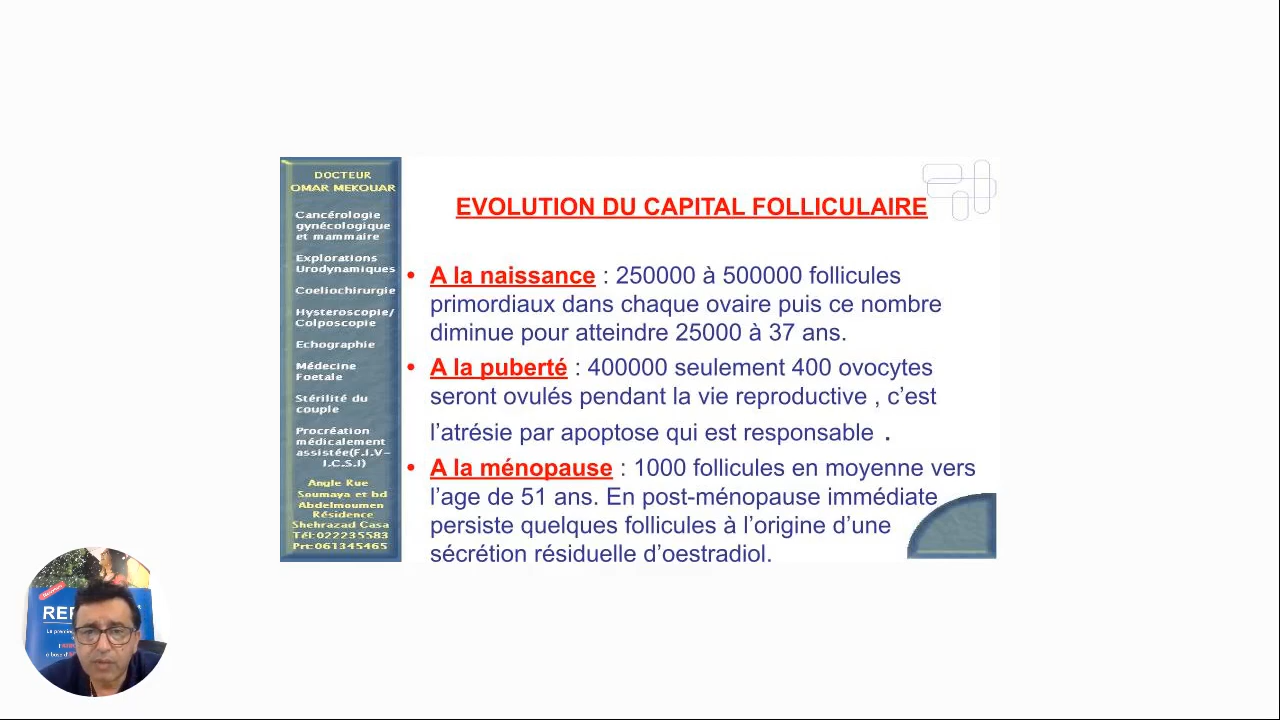 DOCTEUR
OMAR MEKOUAR
Cancérologie
gynécologique
et mammaire
Explorations
Urodynamiques
Coeliochirurgie
Hysteroscopie/
Colposcopie
Echographie
Médecine
Foetale
Stérilité du
couple
Procréation
médicalement
assistée(F.I.V-
I.C.S.I)
Angle Rue
Soumaya et bd
Abdelmoumen
Résidence
Shehrazad Casa
Tél:022235583
Prt:061345465
EVOLUTION DU CAPITAL FOLLICULAIRE
• A la naissance : 250000 à 500000 follicules
primordiaux dans chaque ovaire puis ce nombre
diminue pour atteindre 25000 à 37 ans.
• A la puberté : 400000 seulement 400 ovocytes
seront ovulés pendant la vie reproductive , c’est
l’atrésie par apoptose qui est responsable .
• A la ménopause : 1000 follicules en moyenne vers
l’age de 51 ans. En post-ménopause immédiate
persiste quelques follicules à l’origine d’une
sécrétion résiduelle d’oestradiol.